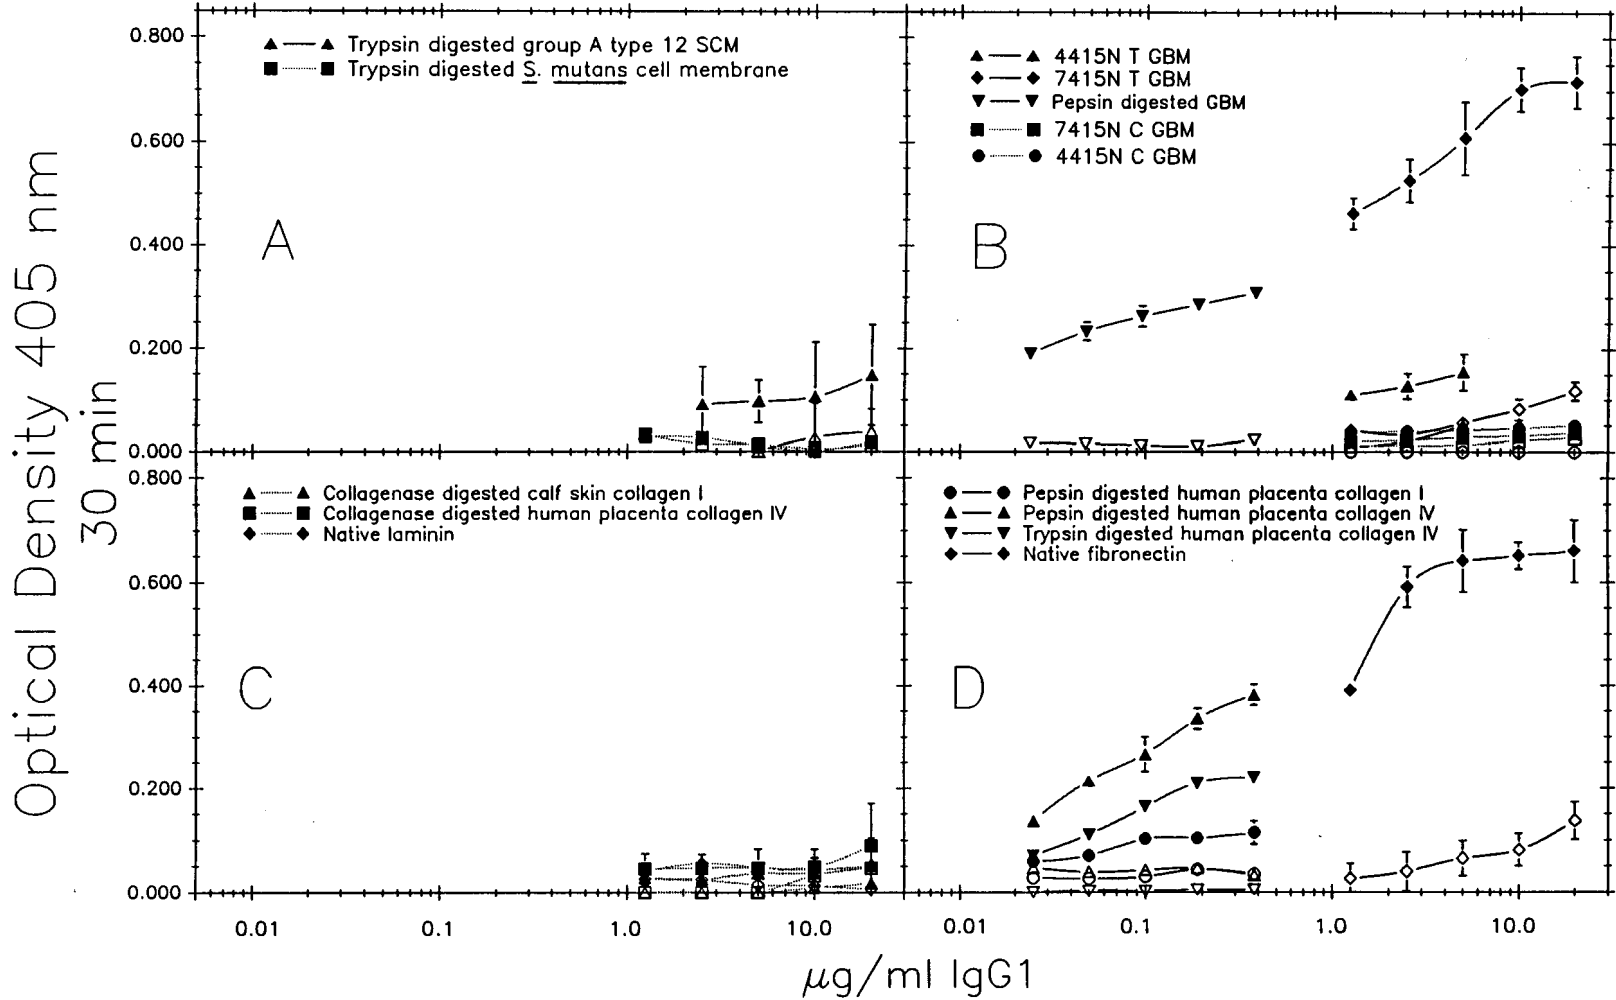 Optical Density 405 nm
30 min
0.800
0.600
0.400
0.200
0.000
Trypsin digested group A type 12 SCM
Trypsin digested S. mutans cell membrane
A
4415N T GBM
7415N T GBM
Pepsin digested GBM
7415N C GBM
4415N C GBM
B
0.800
0.600
0.400
0.200
0.000
Collagenase digested calf skin collagen I
Collagenase digested human placenta collagen IV
Native laminin
C
Pepsin digested human placenta collagen I
Pepsin digested human placenta collagen IV
Trypsin digested human placenta collagen IV
Native fibronectin
D
0.01 0.1 1.0 10.0 0.01 0.1 1.0 10.0
μg/ml IgG1